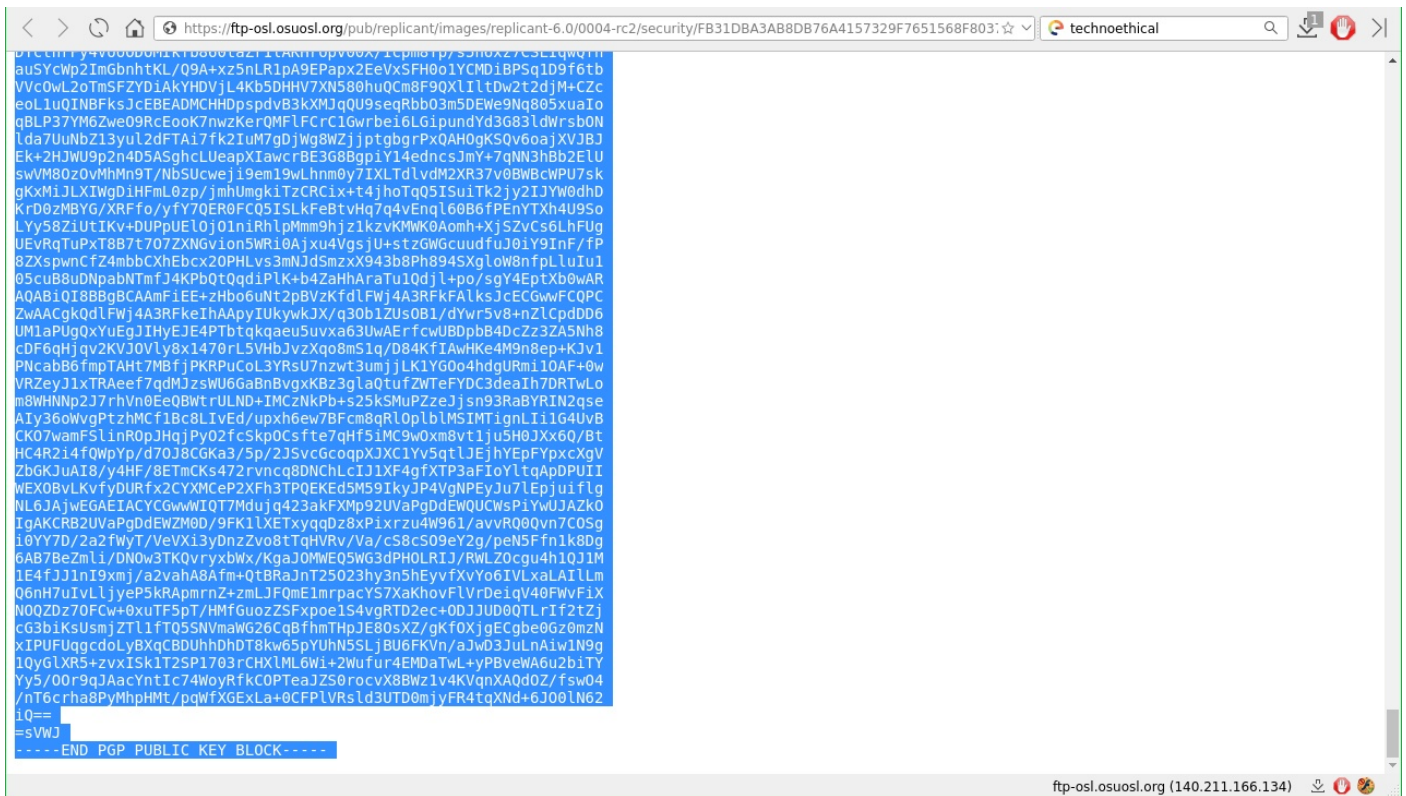 https://ftp-osl.osuosl.org/pub/replicant/images/replicant-6.0/0004-rc2/security/FB31DBA3AB8DB76A4157329F7651568F8037
technoethical
1
auSYcWp2ImGbnhtKL/Q9A+xz5nLR1pA9EPapx2EeVxSFH0o1YCMDiBPSq1D9f6tb
VVcOwL2oTmSFZYDiAkYHDVjL4Kb5DHHV7XN580huQCm8F9QXlIltDw2t2djM+CZc
eoL1uQINBFksJcEBEADMCHHDpspdvB3kXMJqQU9seqRbbO3m5DEWe9Nq805xuaIo
qBLP37YM6ZweO9RcEooK7nwzKerQMFlFCrC1Gwrbei6LGipundYd3G83ldWrsbON
lda7UuNbZ13yul2dFTAi7fk2IuM7gDjWg8WZjjptgbgrPxQAHOgKSQv6oajXVJBJ
Ek+2HJWU9p2n4D5ASghcLUeapXIawcrBE3G8BgpiY14edncsJmY+7qNN3hBb2ElU
swVM8OzOvMhMn9T/NbSUcweji9em19wLhnm0y7IXLTdlvdM2XR37v0BWBcWPU7sk
gKxMiJLXIWgDiHFmL0zp/jmhUmgkiTzCRCix+t4jhoTqQ5ISuiTk2jy2IJYW0dhD
KrD0zMBYG/XRFfo/yfY7QER0FCQ5ISLkFeBtvHq7q4vEnql60B6fPEnYTXh4U9So
LYy58ZiUtIKv+DUPpUElOjO1niRhlpMmm9hjz1kzvKMWK0Aomh+XjSZvCs6LhFUg
UEvRqTuPxT8B7t7O7ZXNGvion5WRi0Ajxu4VgsjU+stzGWGcuudfuJ0iY9InF/fP
8ZXspwnCfZ4mbbCXhEbcx2OPHLvs3mNJdSmzxX943b8Ph894SXgloW8nfpLluIu1
05cuB8uDNpabNTmfJ4KPbQtQqdiPlK+b4ZaHhAraTu1Qdjl+po/sgY4EptXb0wAR
AQABiQI8BBgBCAAmFiEE+zHbo6uNt2pBVzKfdlFWj4A3RFkFAlksJcECGwwFCQPC
ZwAACgkQdlFWj4A3RFkeIhAApyIUkywkJX/q3Ob1ZUsOB1/dYwr5v8+nZlCpdDD6
UM1aPUgQxYuEgJIHyEJE4PTbtqkqaeu5uvxa63UwAErfcwUBDpbB4DcZz3ZA5Nh8
cDF6qHjqv2KVJOVly8x1470rL5VHbJvzXqo8mS1q/D84KfIAwHKe4M9n8ep+KJv1
PNcabB6fmpTAHt7MBfjPKRPuCoL3YRsU7nzwt3umjjLK1YGOo4hdgURmi1OAF+0w
VRZeyJ1xTRAeef7qdMJzsWU6GaBnBvgxKBz3glaQtufZWTeFYDC3deaIh7DRTwLo
m8WHNNp2J7rhVn0EeQBWtrULND+IMCzNkPb+s25kSMuPZzeJjsn93RaBYRIN2qse
AIy36oWvgPtzhMCf1Bc8LIvEd/upxh6ew7BFcm8qRlOplblMSIMTignLIi1G4UvB
CKO7wamFSlinROpJHqjPyO2fcSkpOCsfte7qHf5iMC9wOxm8vt1ju5H0JXx6Q/Bt
HC4R2i4fQWpYp/d7OJ8CGKa3/5p/2JSvcGcoqpXJXC1Yv5qtlJEjhYEpFYpxcXgV
ZbGKJuAI8/y4HF/8ETmCKs472rvncq8DNChLcIJ1XF4gfXTP3aFIoYltqApDPUII
WEXOBvLKvfyDURfx2CYXMCeP2XFh3TPQEKEd5M59IkyJP4VgNPEyJu7lEpjuiflg
NL6JAjwEGAEIACYCGwwWIQT7Mdujq423akFXMp92UVaPgDdEWQUCWsPiYwUJAZkO
IgAKCRB2UVaPgDdEWZM0D/9FK1lXETxyqqDz8xPixrzu4W961/avvRQ0Qvn7COSg
i0YY7D/2a2fWyT/VeVXi3yDnzZvo8tTqHVRv/Va/cS8cSO9eY2g/peN5Ffn1k8Dg
6AB7BeZmli/DNOw3TKQvryxbWx/KgaJOMWEQ5WG3dPHOLRIJ/RWLZOcgu4h1QJ1M
1E4fJJ1nI9xmj/a2vahA8Afm+QtBRaJnT25O23hy3n5hEyvfXvYo6IVLxaLAIlLm
Q6nH7uIvLljyeP5kRApmrnZ+zmLJFQmE1mrpacYS7XaKhovFlVrDeiqV40FWvFiX
NOQZDz7OFCw+0xuTF5pT/HMfGuozZSFxpoe1S4vgRTD2ec+ODJJUD0QTLrIf2tZj
cG3biKsUsmjZTl1fTQ5SNVmaWG26CqBfhmTHpJE8OsXZ/gKfOXjgECgbe0Gz0mzN
xIPUFUqgcdoLyBXqCBDUhhDhDT8kw65pYUhN5SLjBU6FKVn/aJwD3JuLnAiw1N9g
1QyGlXR5+zvxISk1T2SP1703rCHXlML6Wi+2Wufur4EMDaTwL+yPBveWA6u2biTY
Yy5/OOr9qJAacYntIc74WoyRfkCOPTeaJZS0rocvX8BWz1v4KVqnXAQdOZ/fswO4
/nT6crha8PyMhpHMt/pqWfXGExLa+0CFPlVRsld3UTD0mjyFR4tqXNd+6JO0lN62
iQ==
=sVWJ
-----END PGP PUBLIC KEY BLOCK-----
ftp-osl.osuosl.org (140.211.166.134)